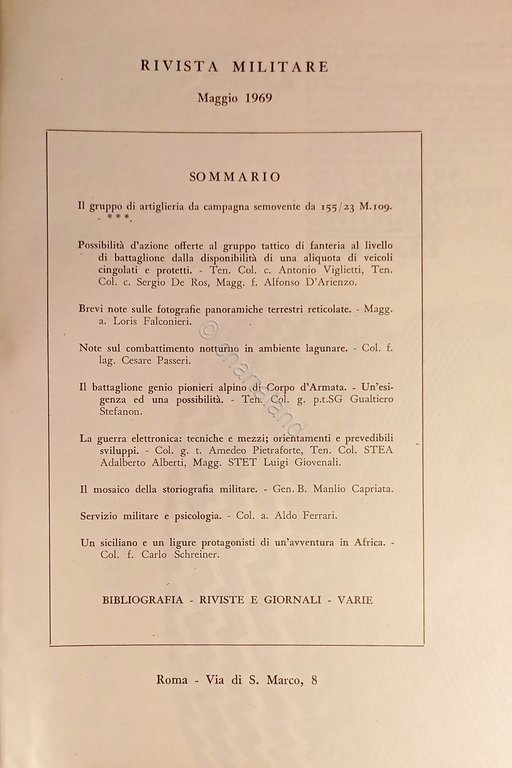 RIVISTA MILITARE
Maggio 1969
SOMMARIO
Il gruppo di artiglieria da campagna semovente da 155/23 M.109.
- ***
Possibilità d'azione offerte al gruppo tattico di fanteria al livello
di battaglione dalla disponibilità di una aliquota di veicoli
cingolati e protetti. - Ten. Col. c. Antonio Viglietti, Ten.
Col. c. Sergio De Ros, Magg. f. Alfonso D'Arienzo.
Brevi note sulle fotografie panoramiche terrestri reticolate. - Magg.
a. Loris Falconieri.
Note sul combattimento notturno in ambiente lagunare. - Col. f.
lag. Cesare Passeri.
Il battaglione genio pionieri alpino di Corpo d'Armata. - Un'esi-
genza ed una possibilità. - Ten. Col. g. p.t.SG Gualtiero
Stefanon.
La guerra elettronica: tecniche e mezzi; orientamenti e prevedibili
sviluppi. - Col. g. t. Amedeo Pietraforte, Ten. Col. STEA
Adalberto Alberti, Magg. STET Luigi Giovenali.
Il mosaico della storiografia militare. - Gen. B. Manlio Capriata.
Servizio militare e psicologia. - Col. a. Aldo Ferrari.
Un siciliano e un ligure protagonisti di un'avventura in Africa. -
Col. f. Carlo Schreiner.
BIBLIOGRAFIA - RIVISTE E GIORNALI - VARIE
Roma - Via di S. Marco, 8
© shanaland